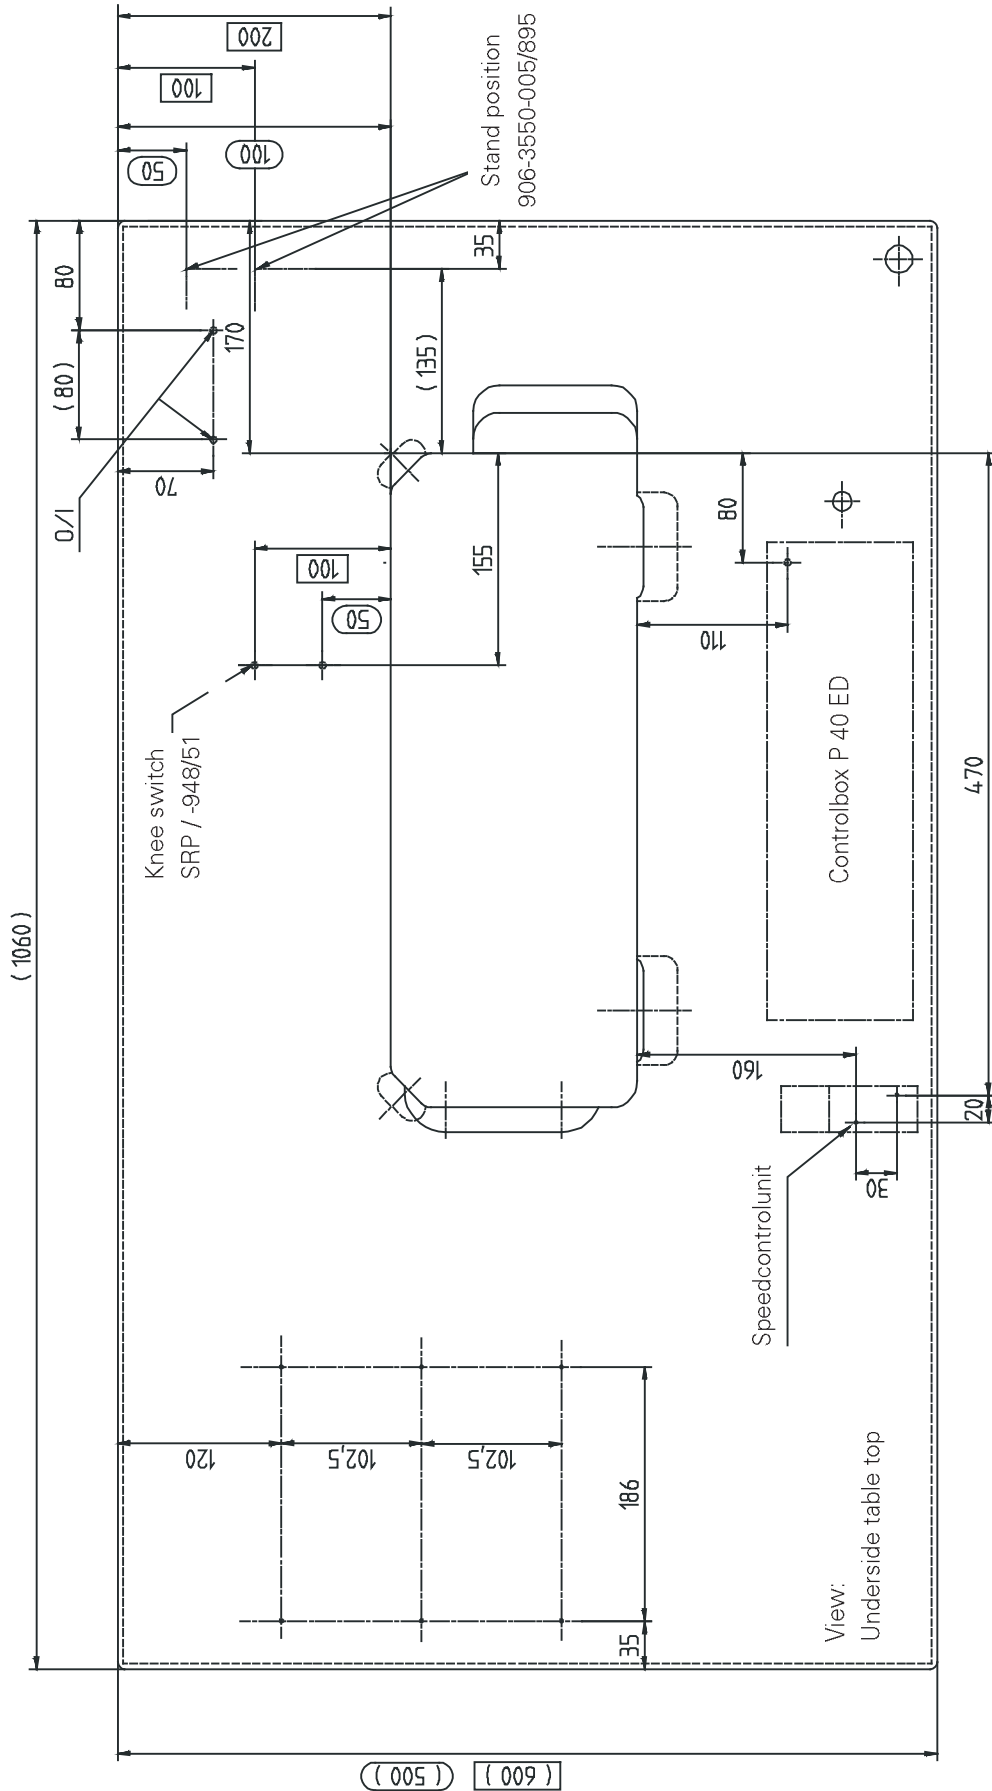 200
100
100
50
Stand position
906-3550-005/895
80
( 80 )
170
35
( 135 )
70
0/I
100
50
155
80
110
Knee switch
SRP / -948/51
Controlbox P 40 ED
470
( 1060 )
160
20
30
Speedcontrolunit
120
102,5
102,5
186
35
View:
Underside table top
( 500 )
( 600 )